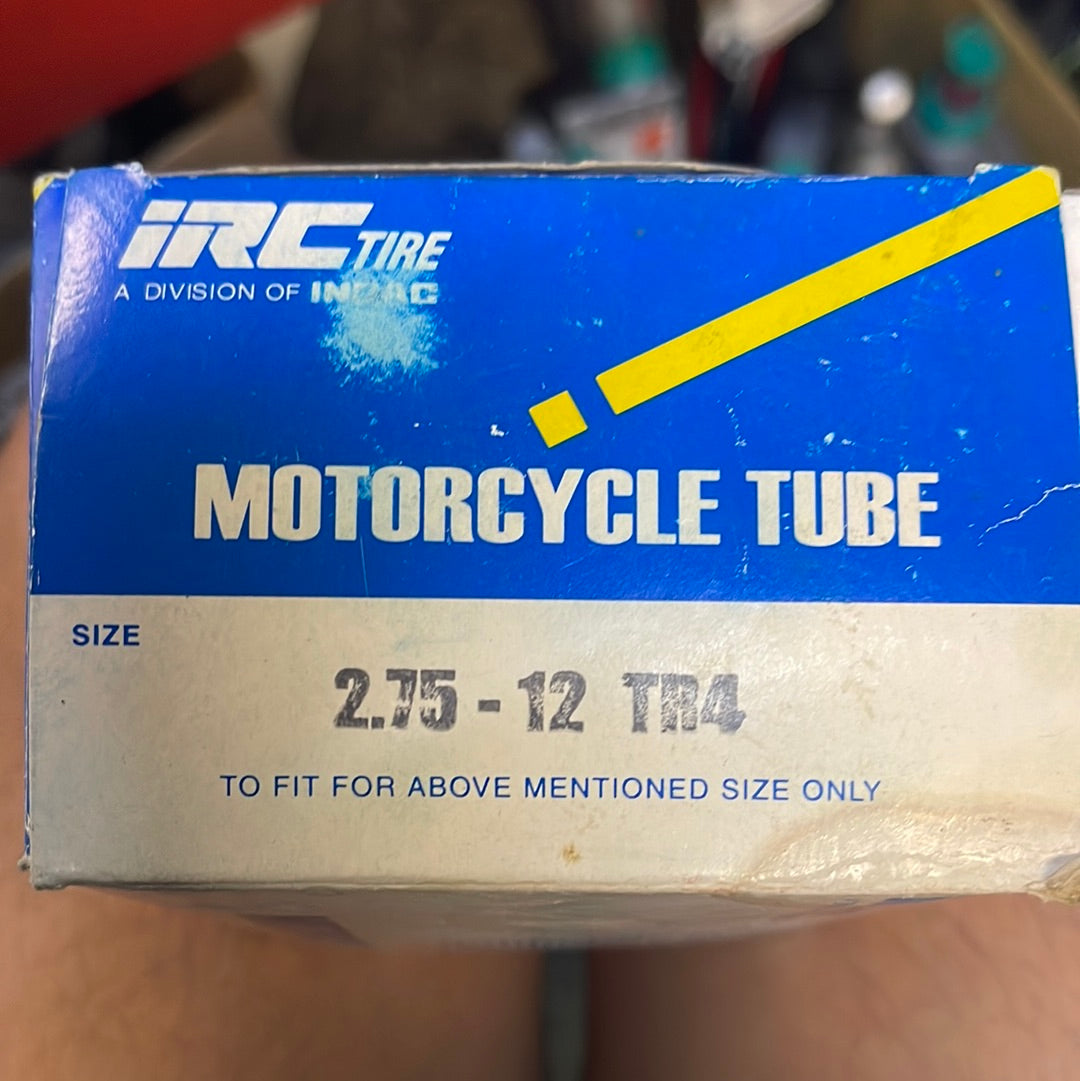 iRC TIRE
A DIVISION OF INOAC
MOTORCYCLE TUBE
SIZE
2.75 - 12 TR4
TO FIT FOR ABOVE MENTIONED SIZE ONLY